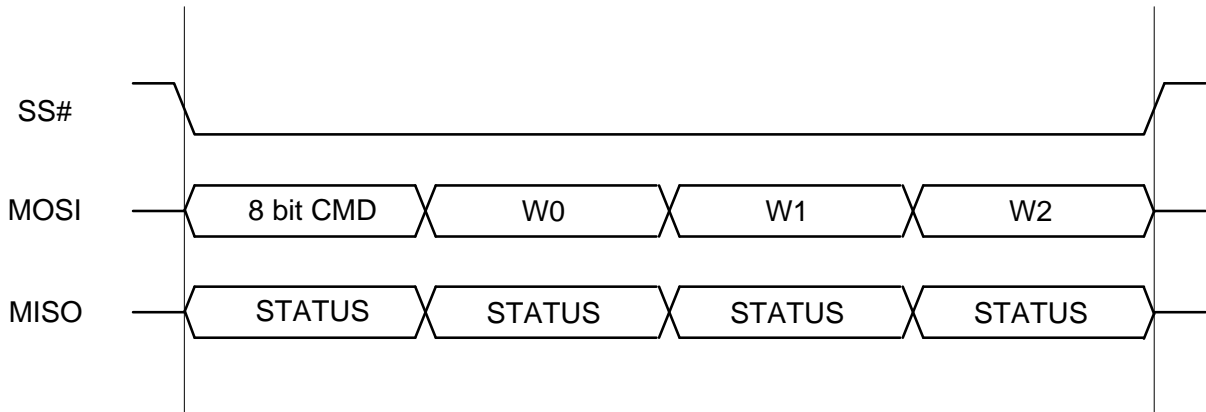 SS#
MOSI 8 bit CMD W0 W1 W2
MISO STATUS STATUS STATUS STATUS